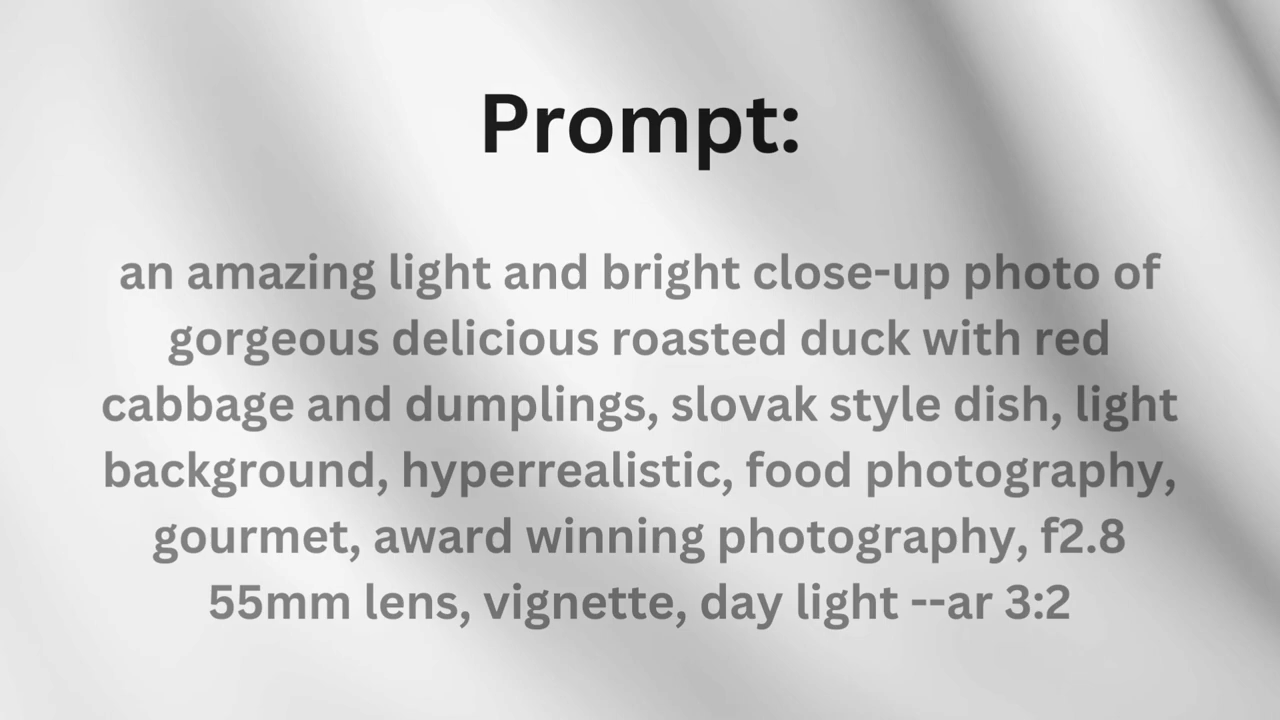 Prompt:
an amazing light and bright close-up photo of
gorgeous delicious roasted duck with red
cabbage and dumplings, slovak style dish, light
background, hyperrealistic, food photography,
gourmet, award winning photography, f2.8
55mm lens, vignette, day light --ar 3:2